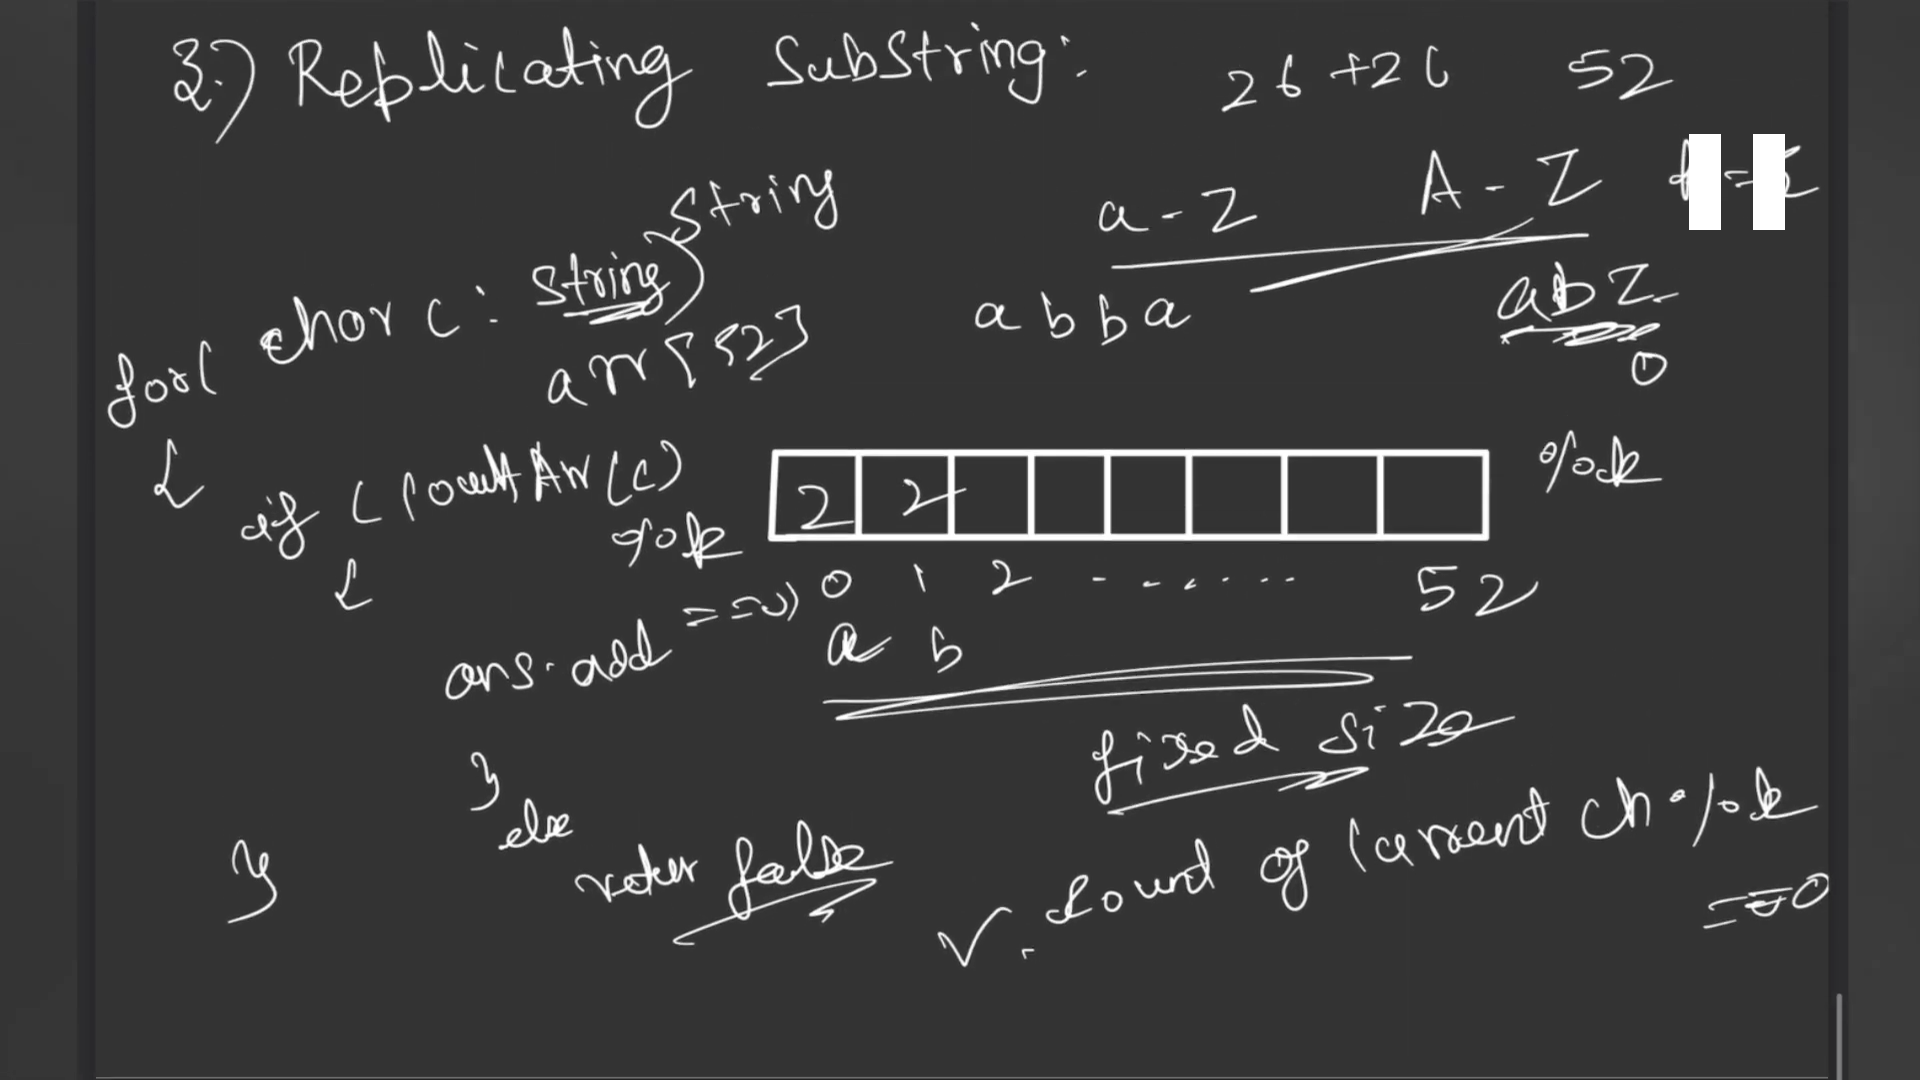 3.) Replicating Substring:
26 + 26 52
a - z A - Z
String
for( char c : string)
arr[52]
a b b a
abz
0
{
if ( countArr(c)
%k
== 0)
{
2 2
%k
0 1 2 - - . . . . . 52
a b
ans.add
fixed size
}
else
return false
}
✓. Count of Current ch % k
== 0